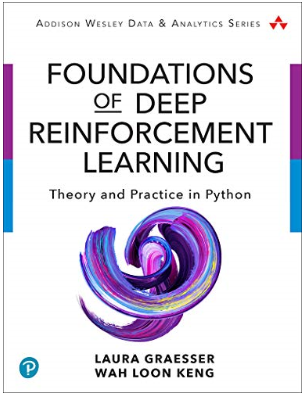 ADDISON WESLEY DATA & ANALYTICS SERIES
FOUNDATIONS
OF DEEP
REINFORCEMENT
LEARNING
Theory and Practice in Python
LAURA GRAESSER
WAH LOON KENG
P